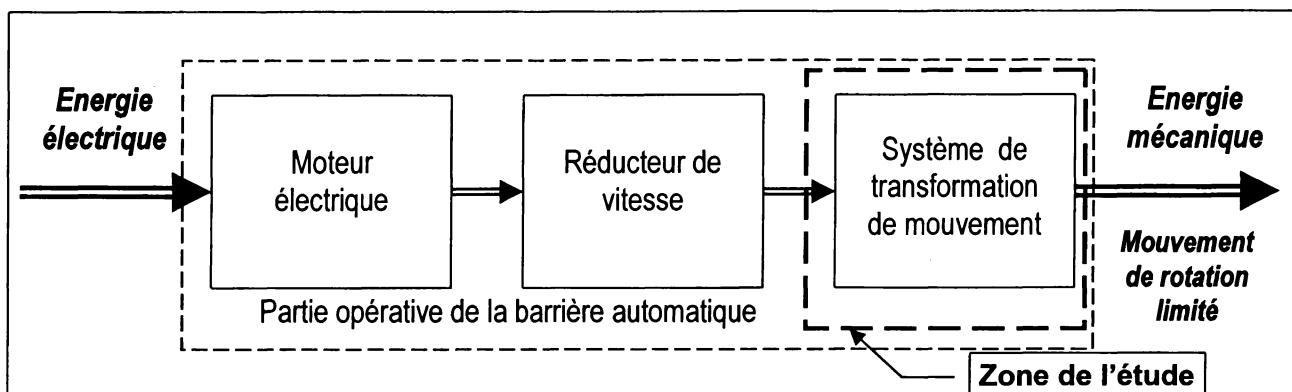 Energie
électrique
Moteur
électrique
Réducteur de
vitesse
Système de
transformation
de mouvement
Energie
mécanique
Mouvement
de rotation
limité
Partie opérative de la barrière automatique
Zone de l'étude